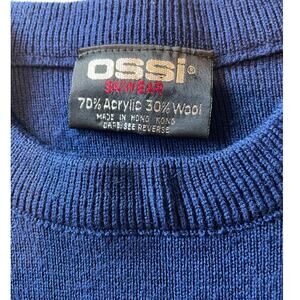 OSSI®
SKIWEAR
70% Acrylic 30% Wool
MADE IN HONG KONG
CARE: SEE REVERSE